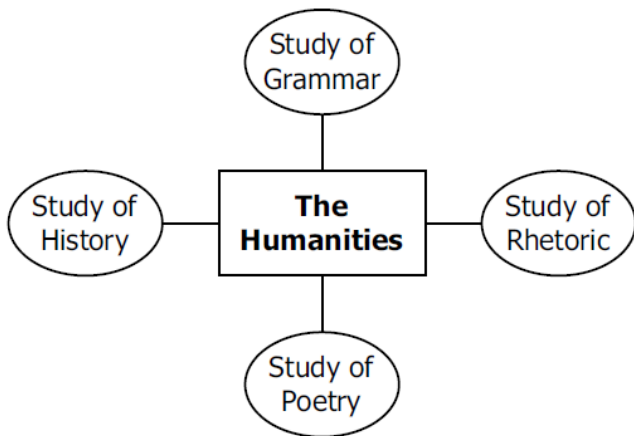 Study of
Grammar
Study of
History
The
Humanities
Study of
Rhetoric
Study of
Poetry